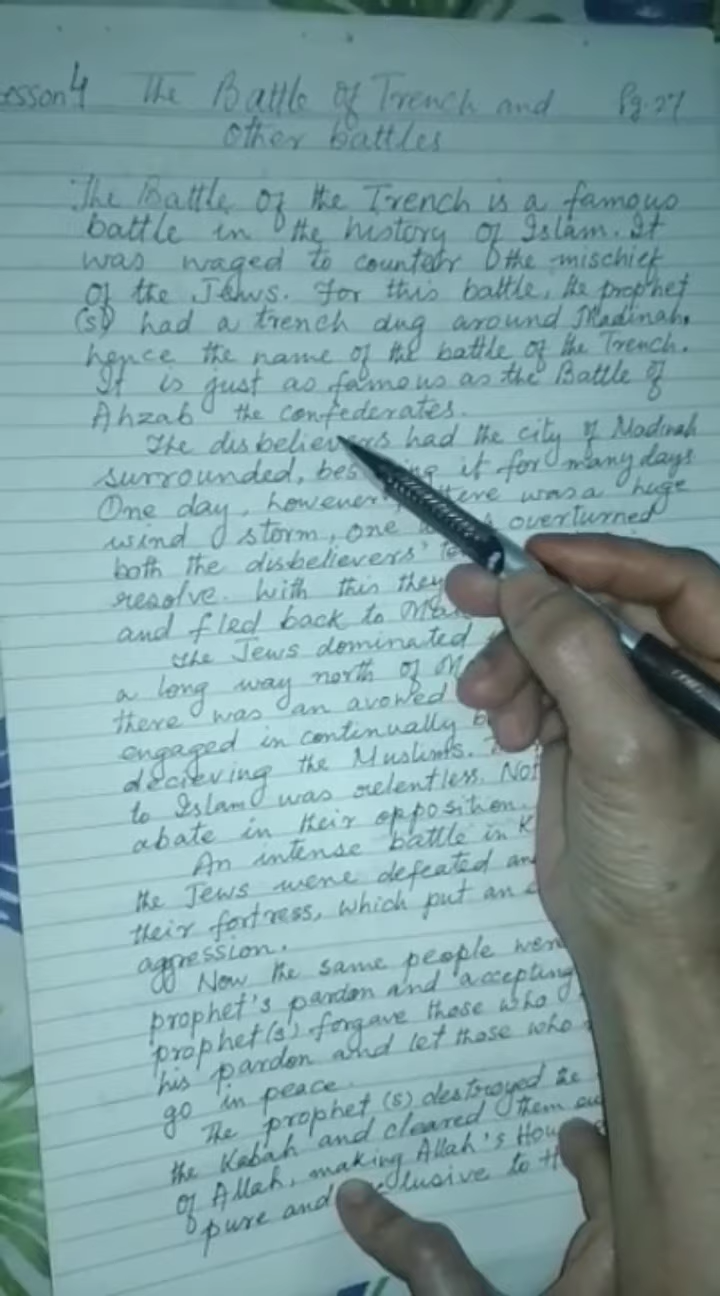 Lesson 4 The Battle of Trench and Pg. 27
other battles
The Battle of the Trench is a famous
battle in the history of Islam. It
was waged to counter the mischief
of the Jews. For this battle, the prophet
(s) had a trench dug around Madinah.
hence the name of the battle of the Trench.
It is just as famous as the Battle of
Ahzab the confederates.
The disbelievers had the city of Madinah
surrounded, it for many days
One day, however, there was a huge
wind storm, one overturned
both the disbelievers'
resolve. With this they
and fled back to
The Jews dominated
a long way north of
there was an avowed
engaged in continually
decieving the Muslims.
to Islam was relentless.
abate in their opposition.
An intense battle in
the Jews were defeated
their fortress, which put an
aggression.
Now the same people
prophet's pardon and accepting
prophet (s) forgave those who
his pardon and let those who
go in peace.
The prophet (s) destroyed the
the Kabah and cleared them
of Allah, making Allah's
pure and to